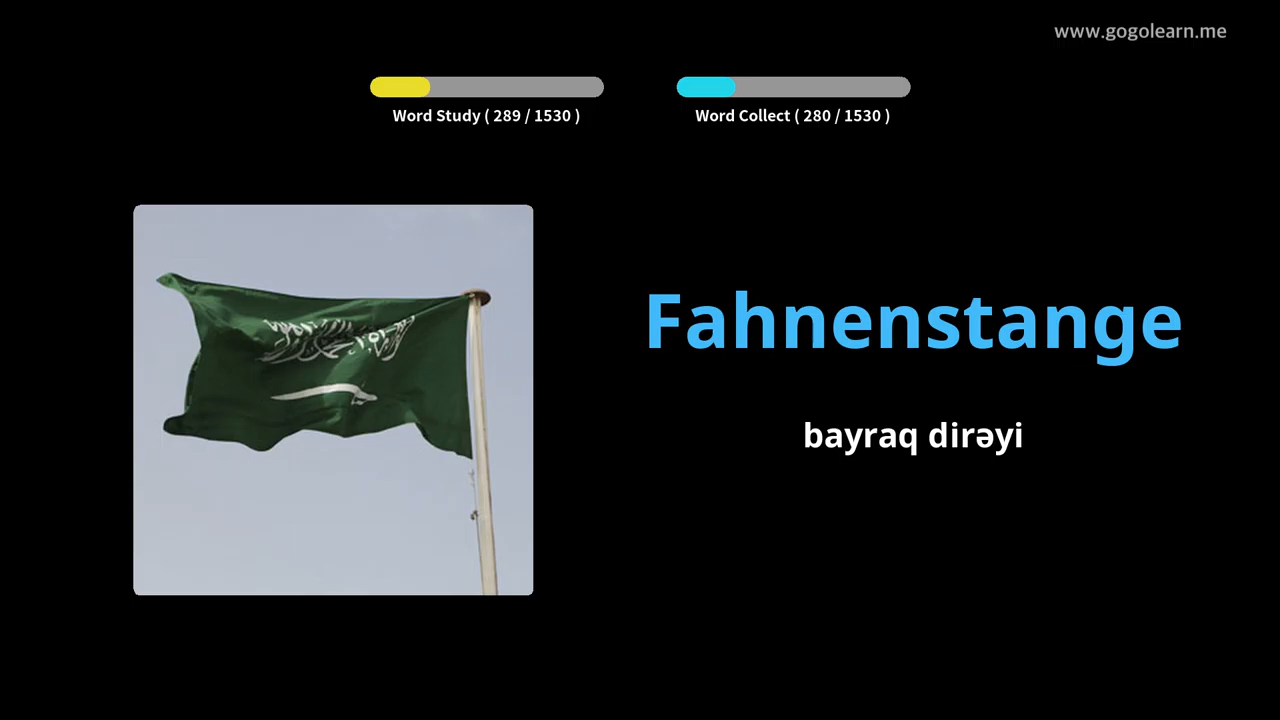 www.gogolearn.me
Word Study ( 289 / 1530 )
Word Collect ( 280 / 1530 )
Fahnenstange
bayraq dirəyi